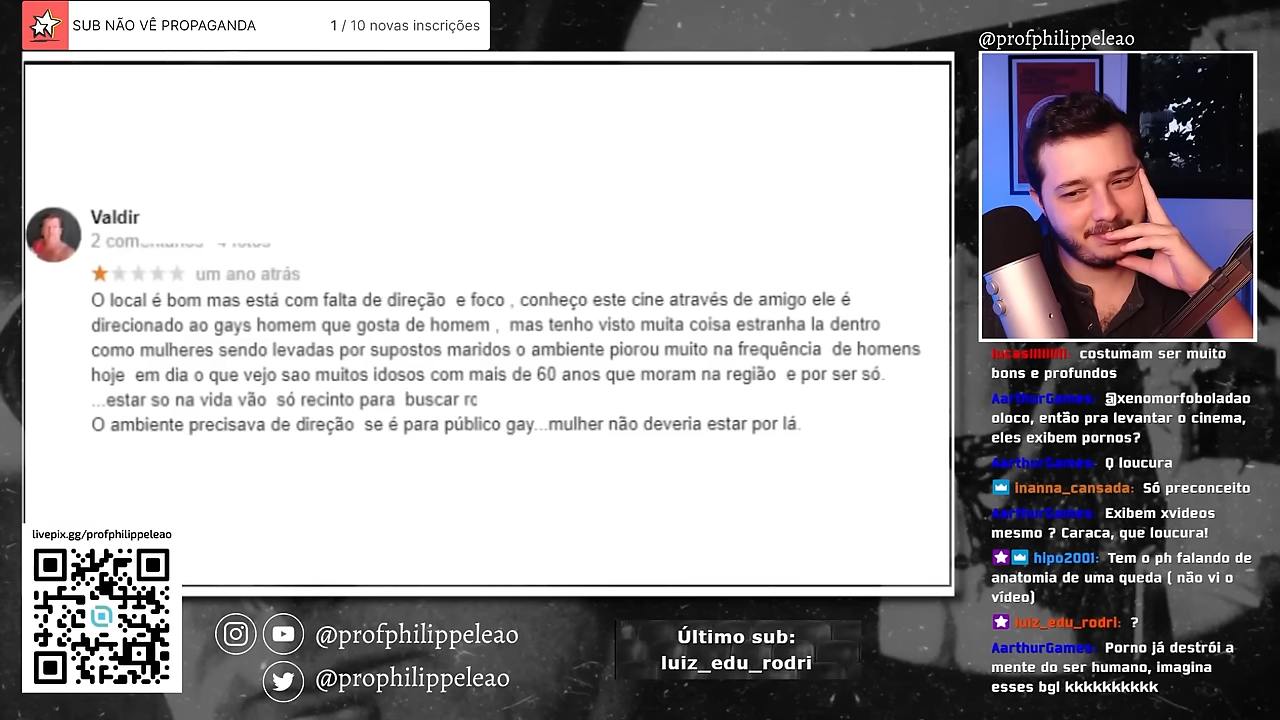 SUB NÃO VÊ PROPAGANDA 1 / 10 novas inscrições
@profphilippeleao
Valdir
2
um ano atrás
O local é bom mas está com falta de direção e foco , conheço este cine através de amigo ele é
direcionado ao gays homem que gosta de homem , mas tenho visto muita coisa estranha la dentro
como mulheres sendo levadas por supostos maridos o ambiente piorou muito na frequência de homens
hoje em dia o que vejo sao muitos idosos com mais de 60 anos que moram na região e por ser só.
...estar so na vida vão só recinto para buscar
O ambiente precisava de direção se é para público gay...mulher não deveria estar por lá.
livepix.gg/profphilippeleao
@profphilippeleao
@prophilippeleao
Último sub:
luiz_edu_rodri
costumam ser muito
bons e profundos
AarthurGames: @xenomorfoboladao
oloco, então pra levantar o cinema,
eles exibem pornos?
AarthurGames: Q loucura
inanna_cansada: Só preconceito
AarthurGames: Exibem xvideos
mesmo ? Caraca, que loucura!
hipo2001: Tem o ph falando de
anatomia de uma queda ( não vi o
vídeo)
luiz_edu_rodri: ?
AarthurGames: Porno já destrói a
mente do ser humano, imagina
esses bgl kkkkkkkkkk